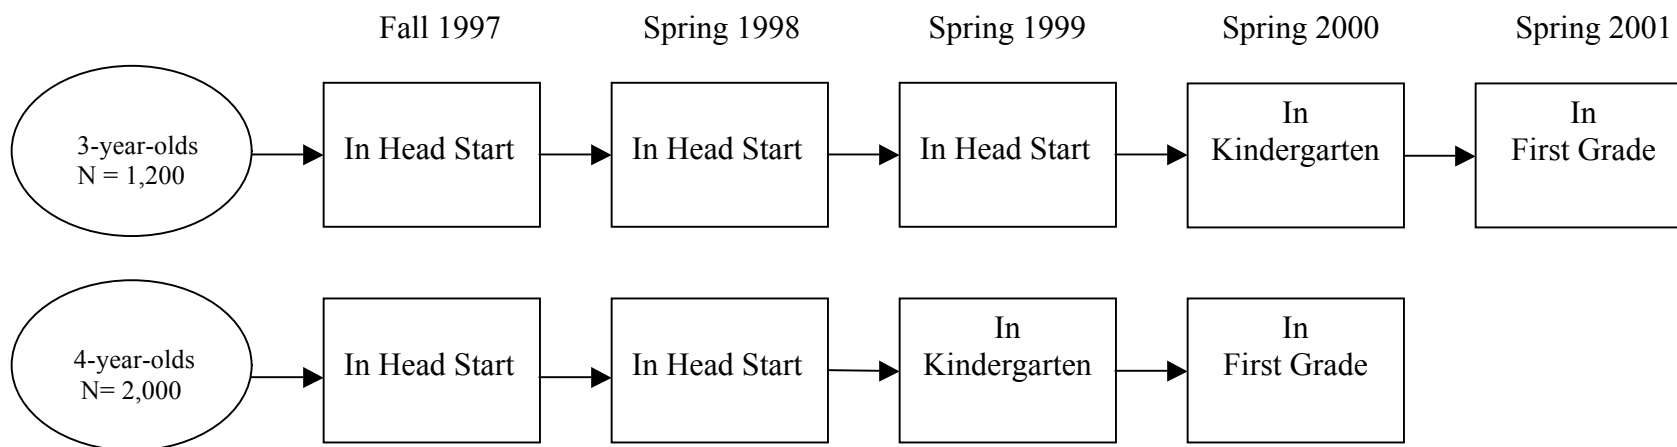 Fall 1997 Spring 1998 Spring 1999 Spring 2000 Spring 2001
3-year-olds
N = 1,200
In Head Start
In Head Start
In Head Start
In
Kindergarten
In
First Grade
4-year-olds
N= 2,000
In Head Start
In Head Start
In
Kindergarten
In
First Grade